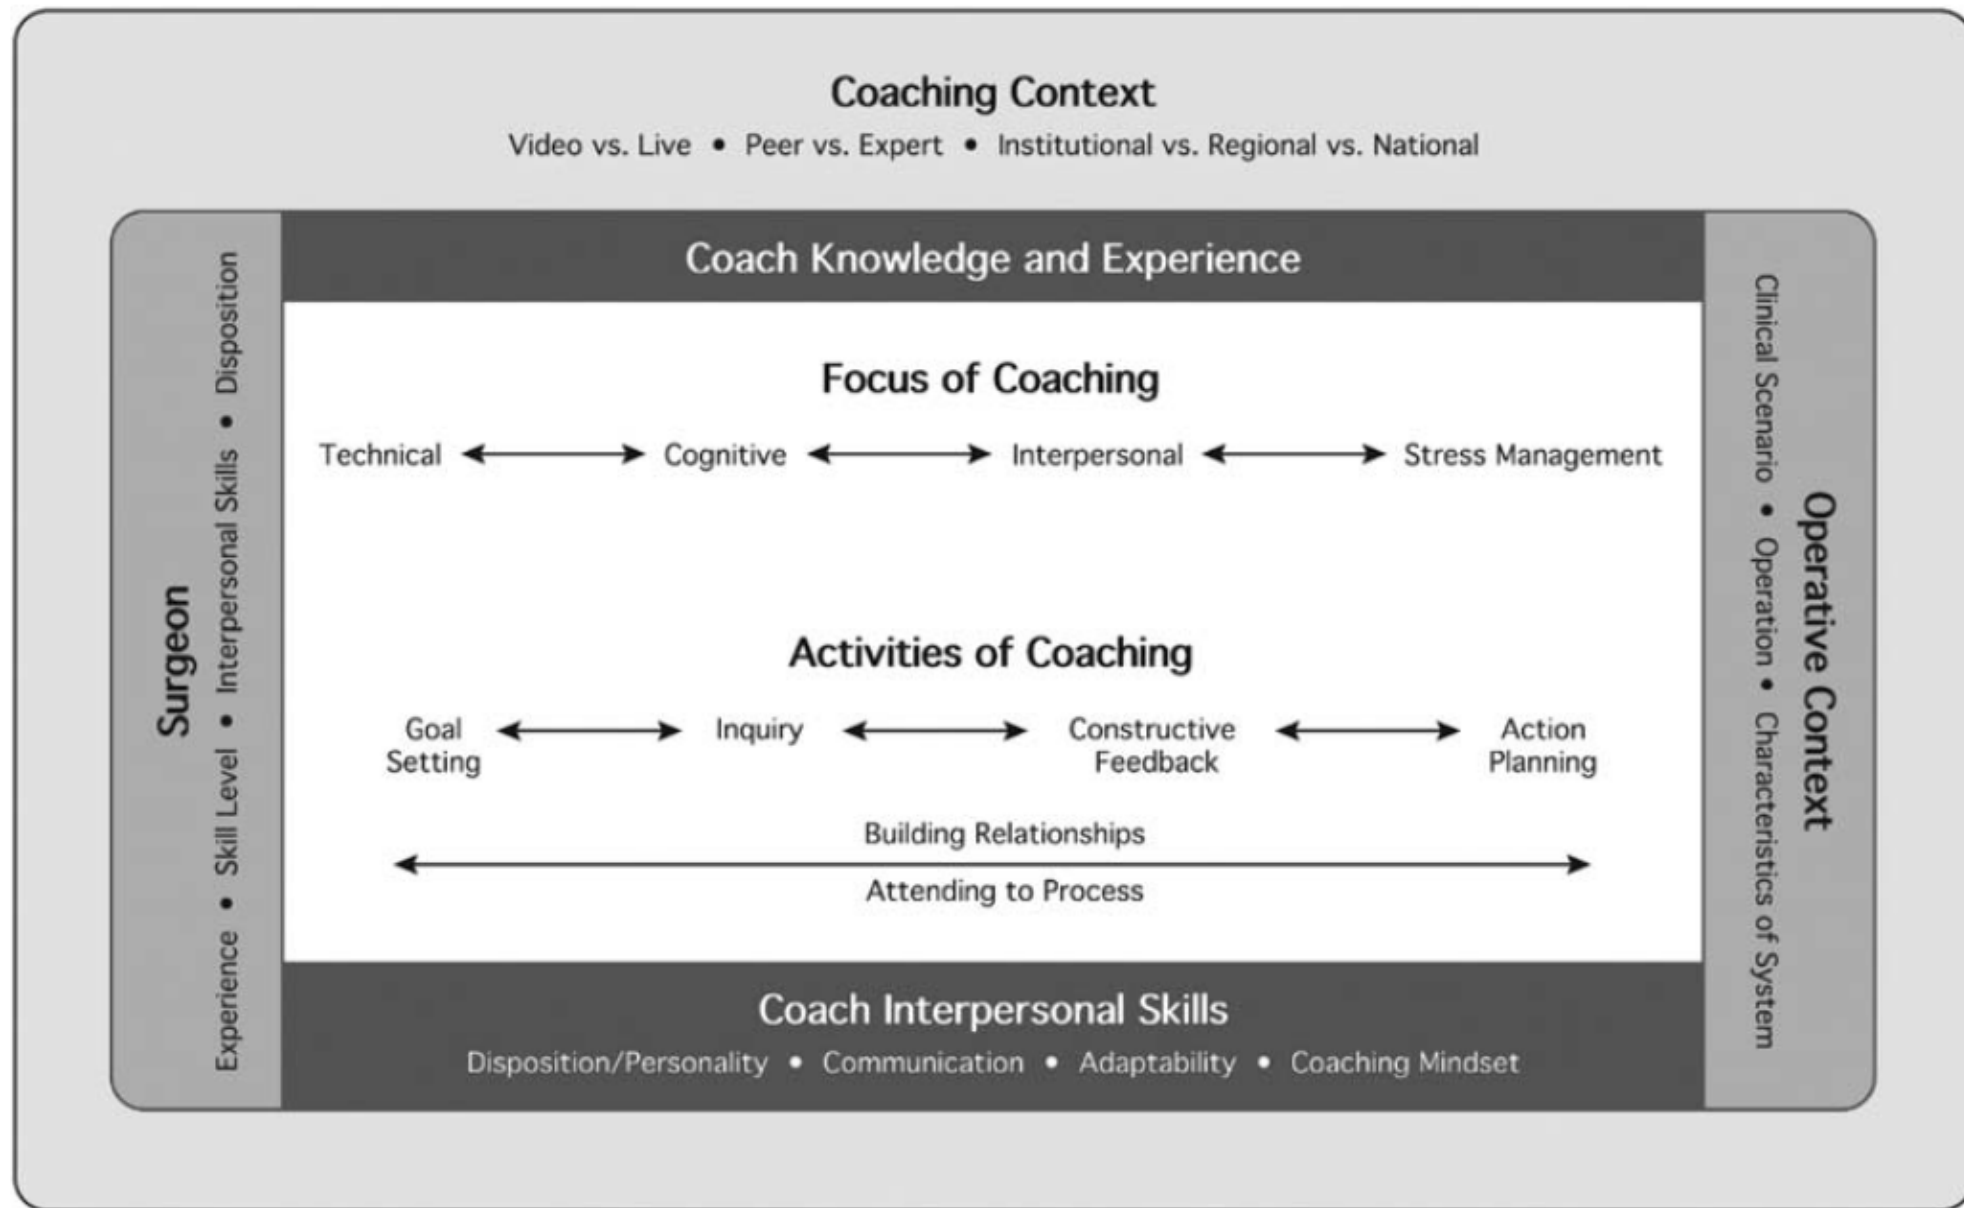 Coaching Context
Video vs. Live • Peer vs. Expert • Institutional vs. Regional vs. National
Surgeon
Experience • Skill Level • Interpersonal Skills • Disposition
Coach Knowledge and Experience
Focus of Coaching
Technical Cognitive Interpersonal Stress Management
Activities of Coaching
Goal Inquiry Constructive Action
Setting Feedback Planning
Building Relationships
Attending to Process
Coach Interpersonal Skills
Disposition/Personality • Communication • Adaptability • Coaching Mindset
Operative Context
Clinical Scenario • Operation • Characteristics of System